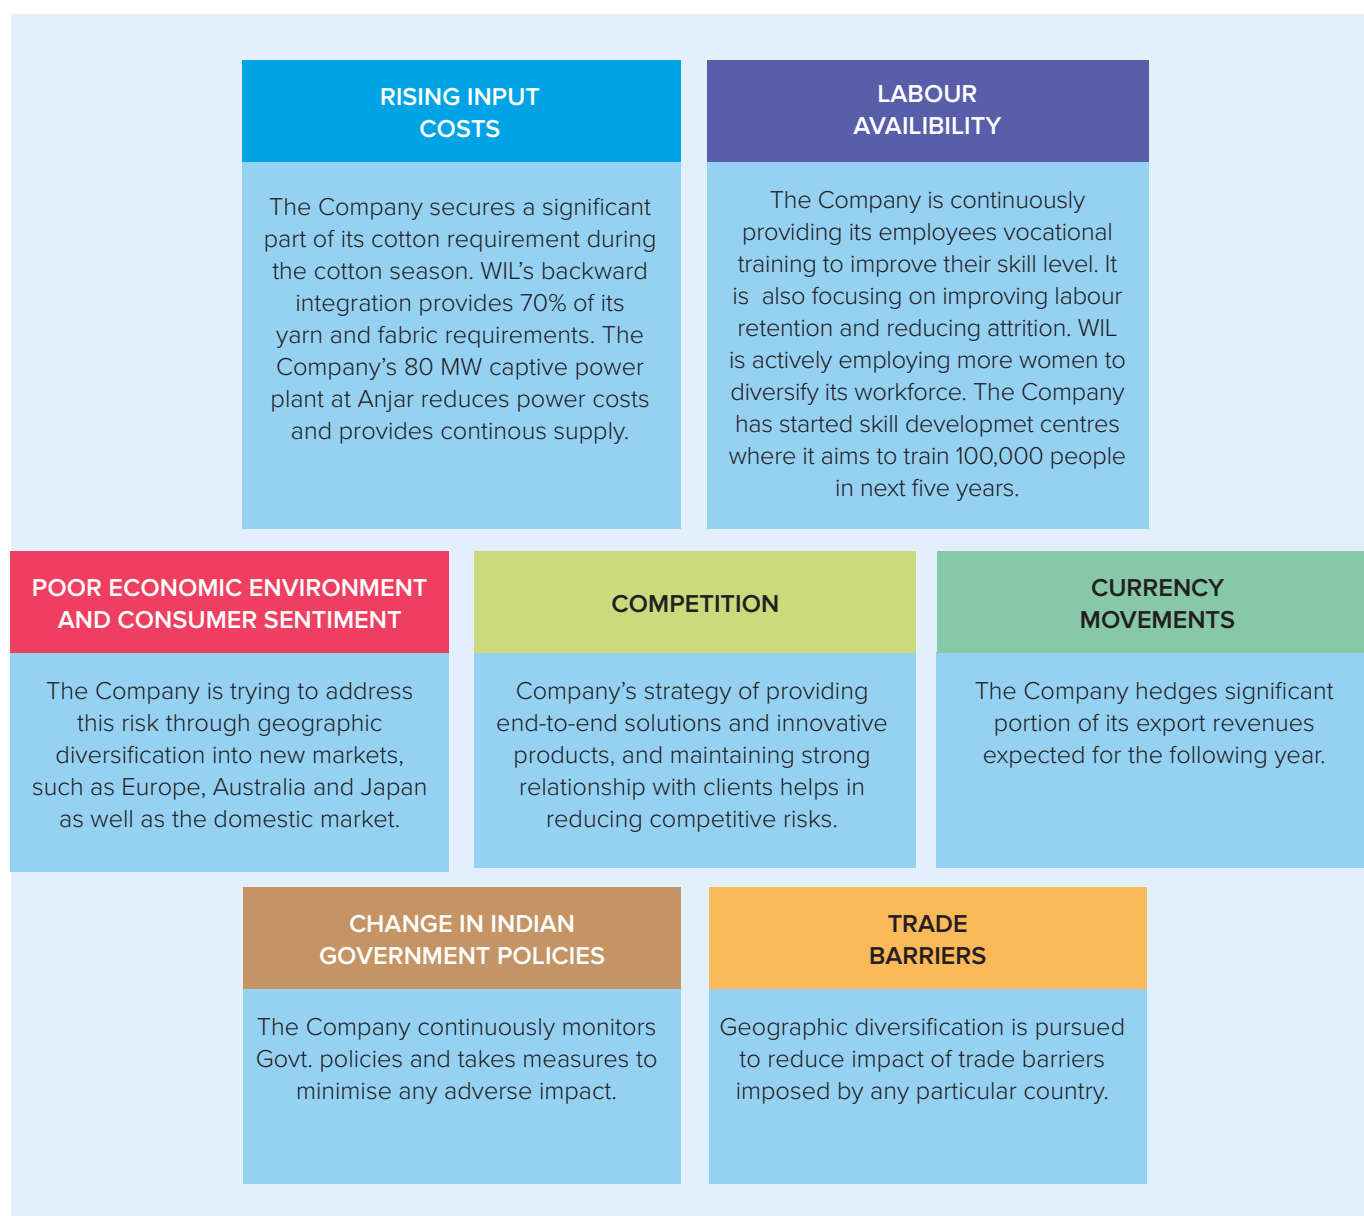 RISING INPUT
COSTS
The Company secures a significant
part of its cotton requirement during
the cotton season. WIL’s backward
integration provides 70% of its
yarn and fabric requirements. The
Company’s 80 MW captive power
plant at Anjar reduces power costs
and provides continous supply.
LABOUR
AVAILIBILITY
The Company is continuously
providing its employees vocational
training to improve their skill level. It
is also focusing on improving labour
retention and reducing attrition. WIL
is actively employing more women to
diversify its workforce. The Company
has started skill developmet centres
where it aims to train 100,000 people
in next five years.
POOR ECONOMIC ENVIRONMENT
AND CONSUMER SENTIMENT
The Company is trying to address
this risk through geographic
diversification into new markets,
such as Europe, Australia and Japan
as well as the domestic market.
COMPETITION
Company’s strategy of providing
end-to-end solutions and innovative
products, and maintaining strong
relationship with clients helps in
reducing competitive risks.
CURRENCY
MOVEMENTS
The Company hedges significant
portion of its export revenues
expected for the following year.
CHANGE IN INDIAN
GOVERNMENT POLICIES
The Company continuously monitors
Govt. policies and takes measures to
minimise any adverse impact.
TRADE
BARRIERS
Geographic diversification is pursued
to reduce impact of trade barriers
imposed by any particular country.